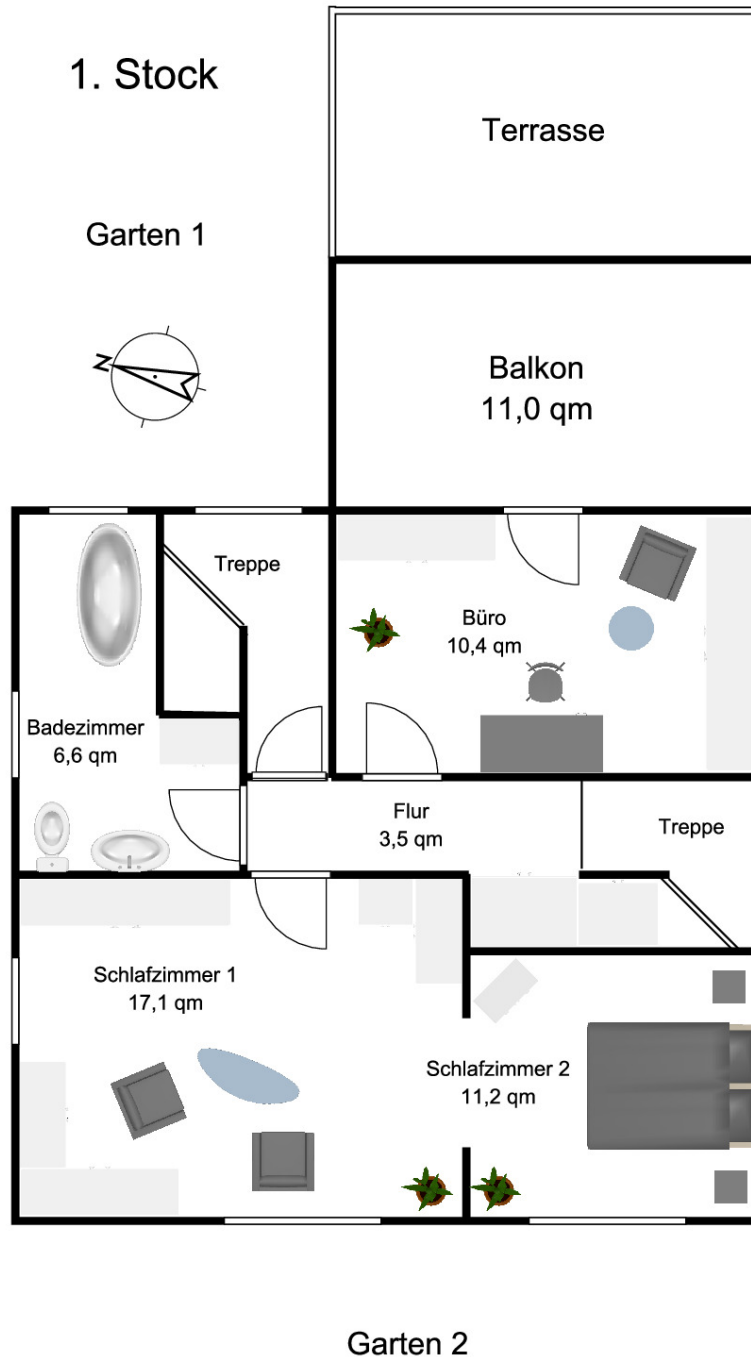 1. Stock
Terrasse
Garten 1
N
Balkon
11,0 qm
Treppe
Büro
10,4 qm
Badezimmer
6,6 qm
Flur
3,5 qm
Treppe
Schlafzimmer 1
17,1 qm
Schlafzimmer 2
11,2 qm
Garten 2